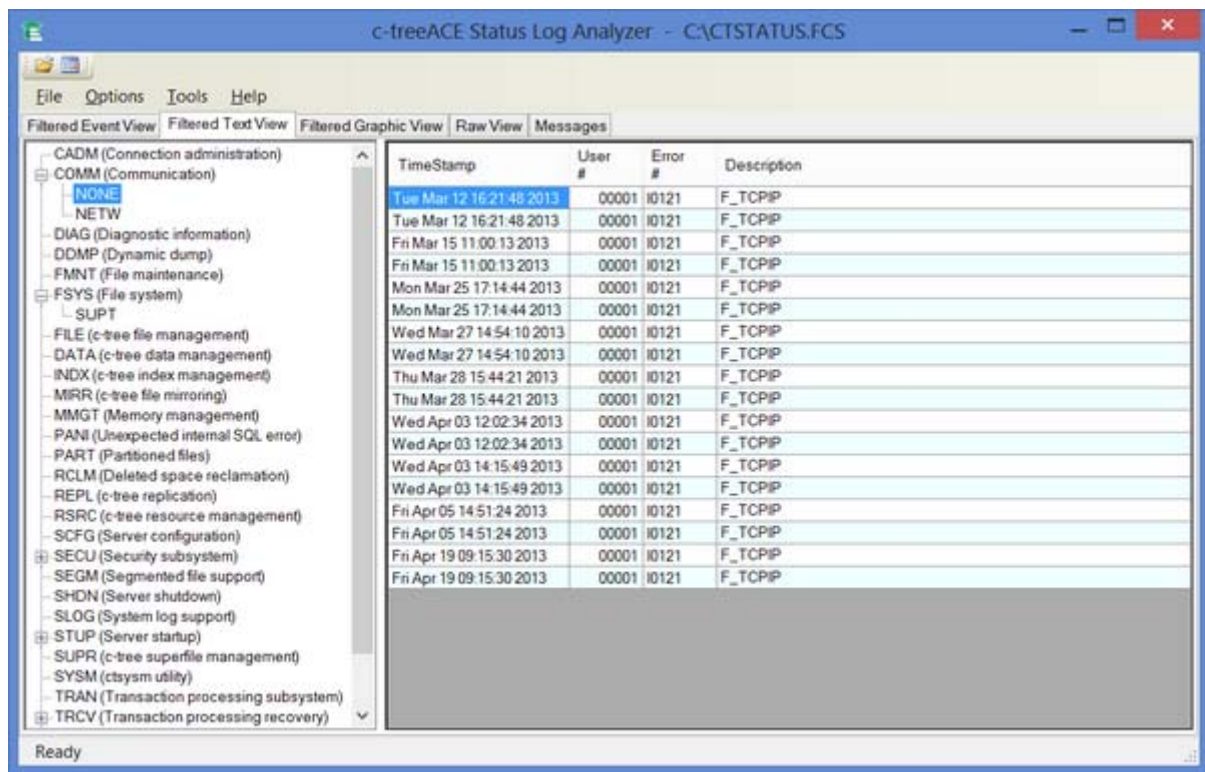 c-treeACE Status Log Analyzer - C:\CTSTATUS.FCS
File Options Tools Help
Filtered Event View Filtered Text View Filtered Graphic View Raw View Messages
CADM (Connection administration)
COMM (Communication)
NONE
NETW
DIAG (Diagnostic information)
DDMP (Dynamic dump)
FMNT (File maintenance)
FSYS (File system)
SUPT
FILE (c-tree file management)
DATA (c-tree data management)
INDX (c-tree index management)
MIRR (c-tree file mirroring)
MMGT (Memory management)
PANI (Unexpected internal SQL error)
PART (Partitioned files)
RCLM (Deleted space reclamation)
REPL (c-tree replication)
RSRC (c-tree resource management)
SCFG (Server configuration)
SECU (Security subsystem)
SEGM (Segmented file support)
SHDN (Server shutdown)
SLOG (System log support)
STUP (Server startup)
SUPR (c-tree superfile management)
SYSM (ctsysm utility)
TRAN (Transaction processing subsystem)
TRCV (Transaction processing recovery)
TimeStamp User # Error # Description
Tue Mar 12 16:21:48 2013 00001 I0121 F_TCPIP
Tue Mar 12 16:21:48 2013 00001 I0121 F_TCPIP
Fri Mar 15 11:00:13 2013 00001 I0121 F_TCPIP
Fri Mar 15 11:00:13 2013 00001 I0121 F_TCPIP
Mon Mar 25 17:14:44 2013 00001 I0121 F_TCPIP
Mon Mar 25 17:14:44 2013 00001 I0121 F_TCPIP
Wed Mar 27 14:54:10 2013 00001 I0121 F_TCPIP
Wed Mar 27 14:54:10 2013 00001 I0121 F_TCPIP
Thu Mar 28 15:44:21 2013 00001 I0121 F_TCPIP
Thu Mar 28 15:44:21 2013 00001 I0121 F_TCPIP
Wed Apr 03 12:02:34 2013 00001 I0121 F_TCPIP
Wed Apr 03 12:02:34 2013 00001 I0121 F_TCPIP
Wed Apr 03 14:15:49 2013 00001 I0121 F_TCPIP
Wed Apr 03 14:15:49 2013 00001 I0121 F_TCPIP
Fri Apr 05 14:51:24 2013 00001 I0121 F_TCPIP
Fri Apr 05 14:51:24 2013 00001 I0121 F_TCPIP
Fri Apr 19 09:15:30 2013 00001 I0121 F_TCPIP
Fri Apr 19 09:15:30 2013 00001 I0121 F_TCPIP
Ready